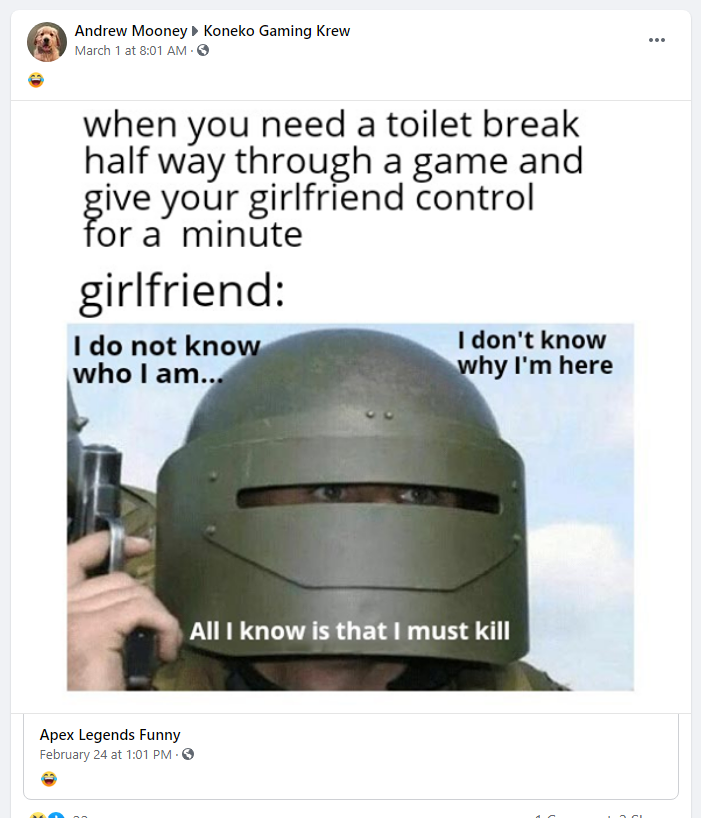 Andrew Mooney ▶ Koneko Gaming Krew
March 1 at 8:01 AM ·
when you need a toilet break
half way through a game and
give your girlfriend control
for a minute
girlfriend:
I do not know
who I am...
I don't know
why I'm here
All I know is that I must kill
Apex Legends Funny
February 24 at 1:01 PM ·